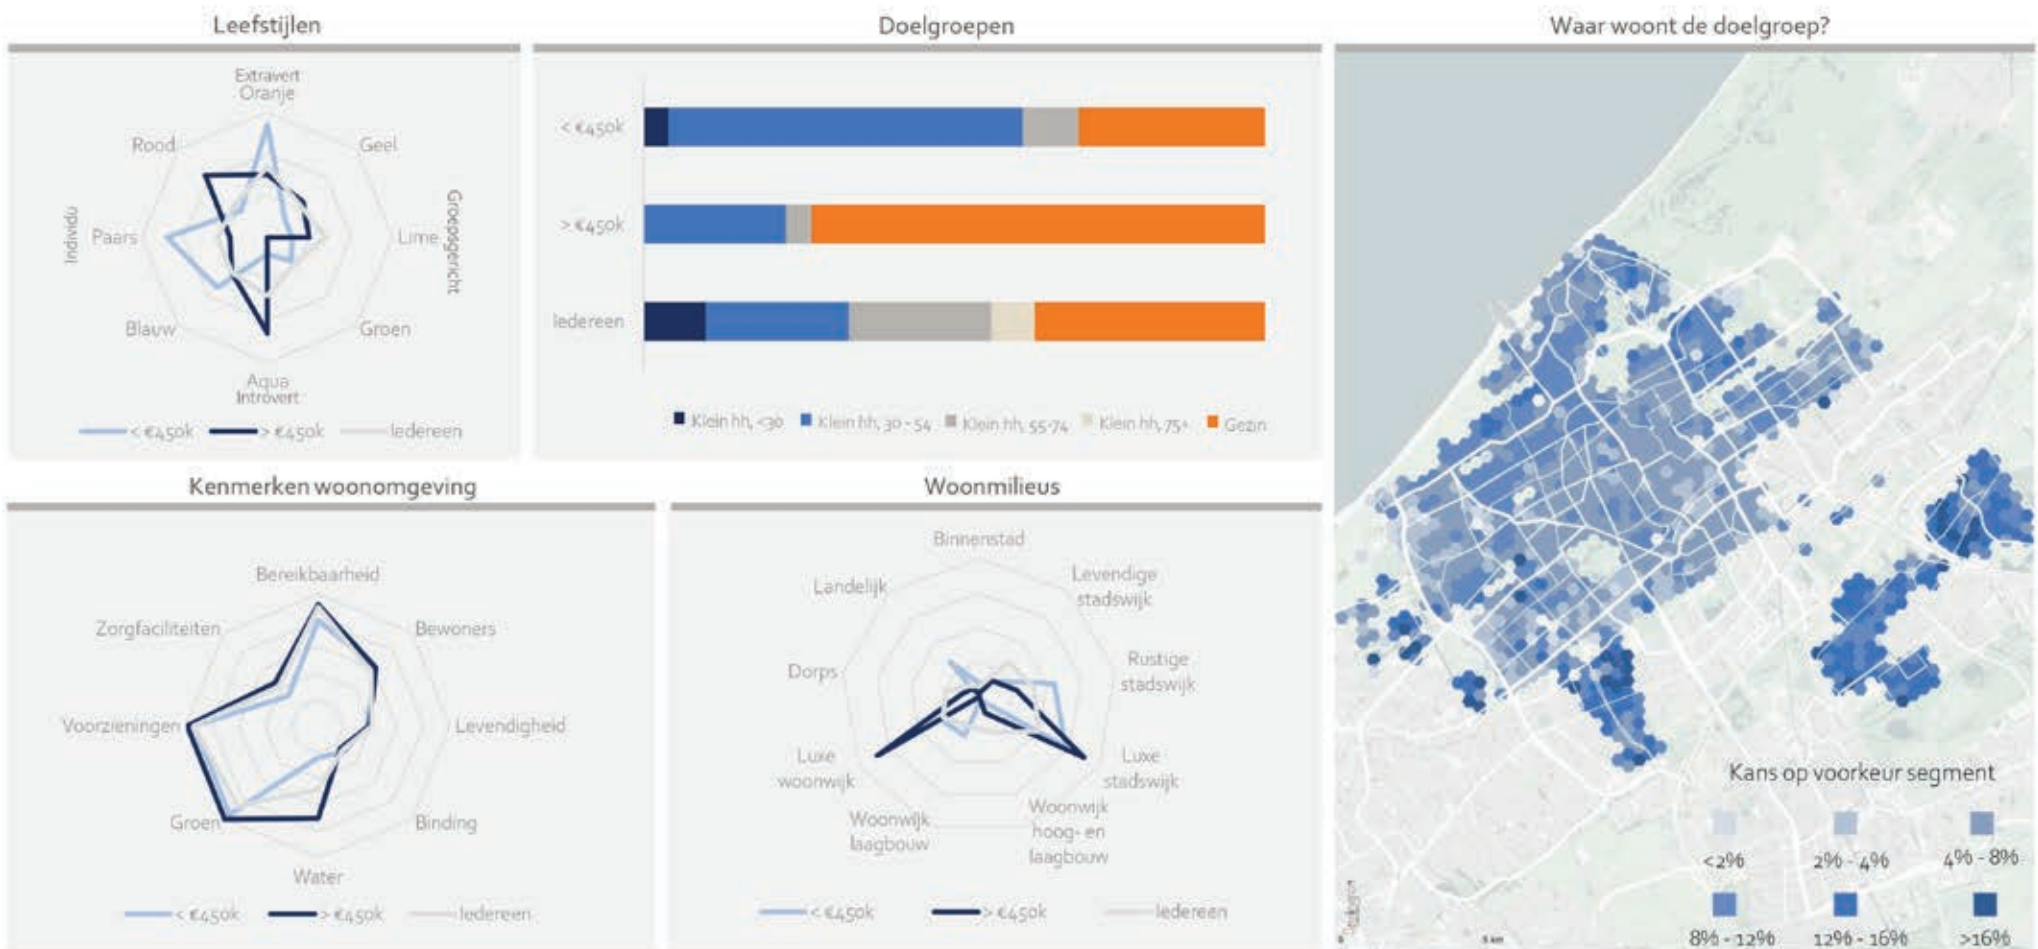 Leefstijlen
Extravert
Oranje
Rood
Geel
Individu
Paars
Lime
Groepsgericht
Blauw
Groen
Aqua
Introvert
< €450k
> €450k
Iedereen
Doelgroepen
< €450k
> €450k
Iedereen
Klein hh, <30
Klein hh, 30 - 54
Klein hh, 55-74
Klein hh, 75+
Gezin
Kenmerken woonomgeving
Bereikbaarheid
Zorgfaciliteiten
Bewoners
Voorzieningen
Levendigheid
Groen
Binding
Water
< €450k
> €450k
Iedereen
Woonmilieus
Binnenstad
Landelijk
Levendige
stadswijk
Dorps
Rustige
stadswijk
Luxe
woonwijk
Luxe
stadswijk
Woonwijk
laagbouw
Woonwijk
hoog- en
laagbouw
< €450k
> €450k
Iedereen
Waar woont de doelgroep?
Kans op voorkeur segment
<2%
2% - 4%
4% - 8%
8% - 12%
12% - 16%
>16%
0
5 km